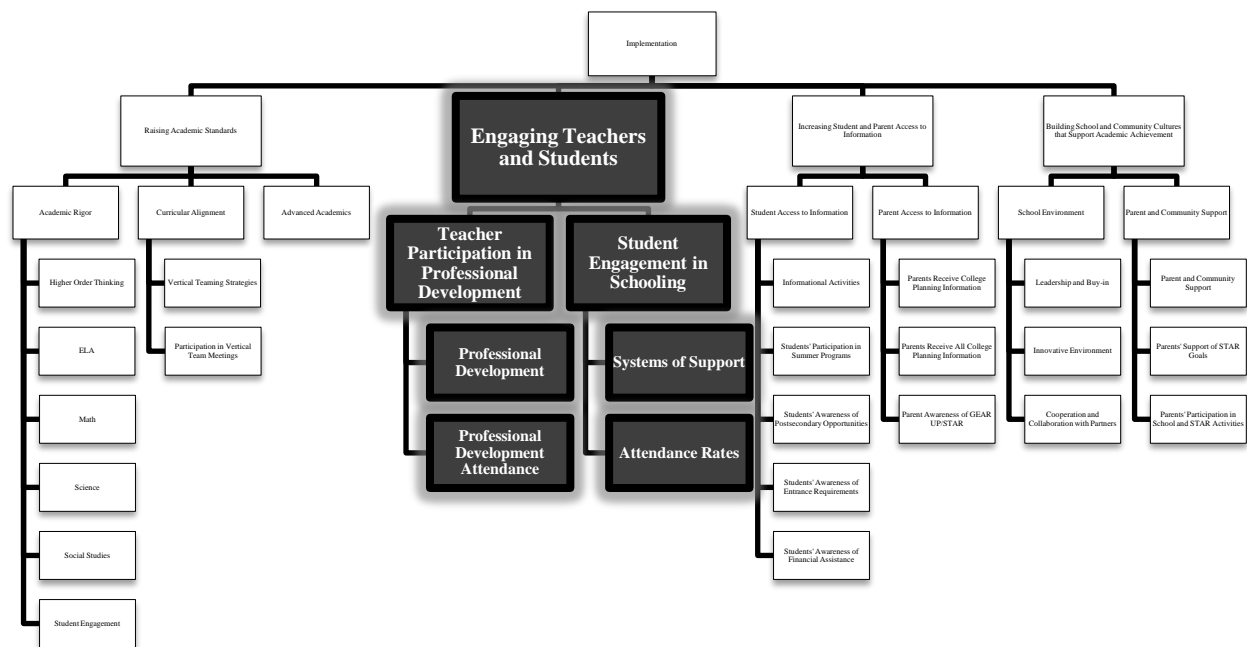 Implementation
Raising Academic Standards
Academic Rigor
Higher Order Thinking
ELA
Math
Science
Social Studies
Student Engagement
Curricular Alignment
Vertical Teaming Strategies
Participation in Vertical
Team Meetings
Advanced Academics
Engaging Teachers
and Students
Teacher
Participation in
Professional
Development
Professional
Development
Professional
Development
Attendance
Student
Engagement in
Schooling
Systems of Support
Attendance Rates
Increasing Student and Parent Access to
Information
Student Access to Information
Informational Activities
Students' Participation in
Summer Programs
Students' Awareness of
Postsecondary Opportunities
Students' Awareness of
Entrance Requirements
Students' Awareness of
Financial Assistance
Parent Access to Information
Parents Receive College
Planning Information
Parents Receive All College
Planning Information
Parent Awareness of GEAR
UP/STAR
Building School and Community Cultures
that Support Academic Achievement
School Environment
Leadership and Buy-in
Innovative Environment
Cooperation and
Collaboration with Partners
Parent and Community Support
Parent and Community
Support
Parents' Support of STAR
Goals
Parents' Participation in
School and STAR Activities